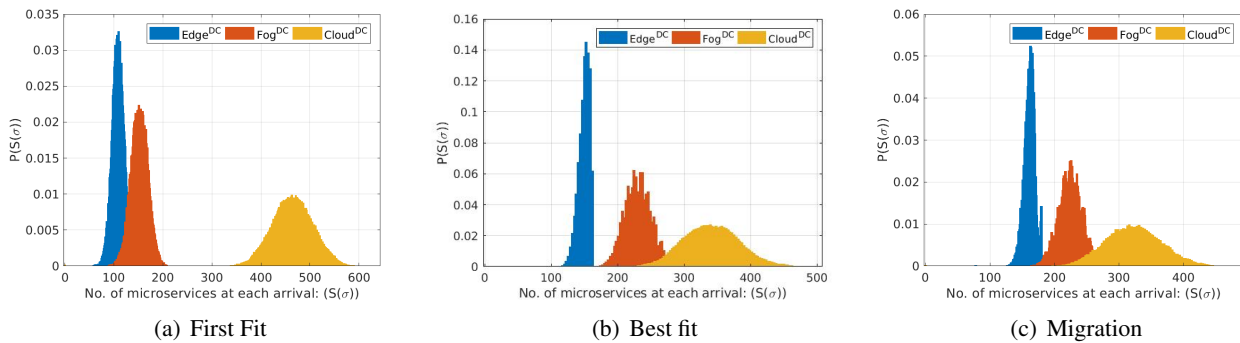 0.035
0.03
0.025
0.02
0.015
0.01
0.005
0
P(S(σ))
Edge^DC Fog^DC Cloud^DC
0 100 200 300 400 500 600
No. of microservices at each arrival: (S(σ))
(a) First Fit
0.16
0.14
0.12
0.1
0.08
0.06
0.04
0.02
0
P(S(σ))
Edge^DC Fog^DC Cloud^DC
0 100 200 300 400 500
No. of microservices at each arrival: (S(σ))
(b) Best fit
0.06
0.05
0.04
0.03
0.02
0.01
0
P(S(σ))
Edge^DC Fog^DC Cloud^DC
0 100 200 300 400
No. of microservices at each arrival: (S(σ))
(c) Migration